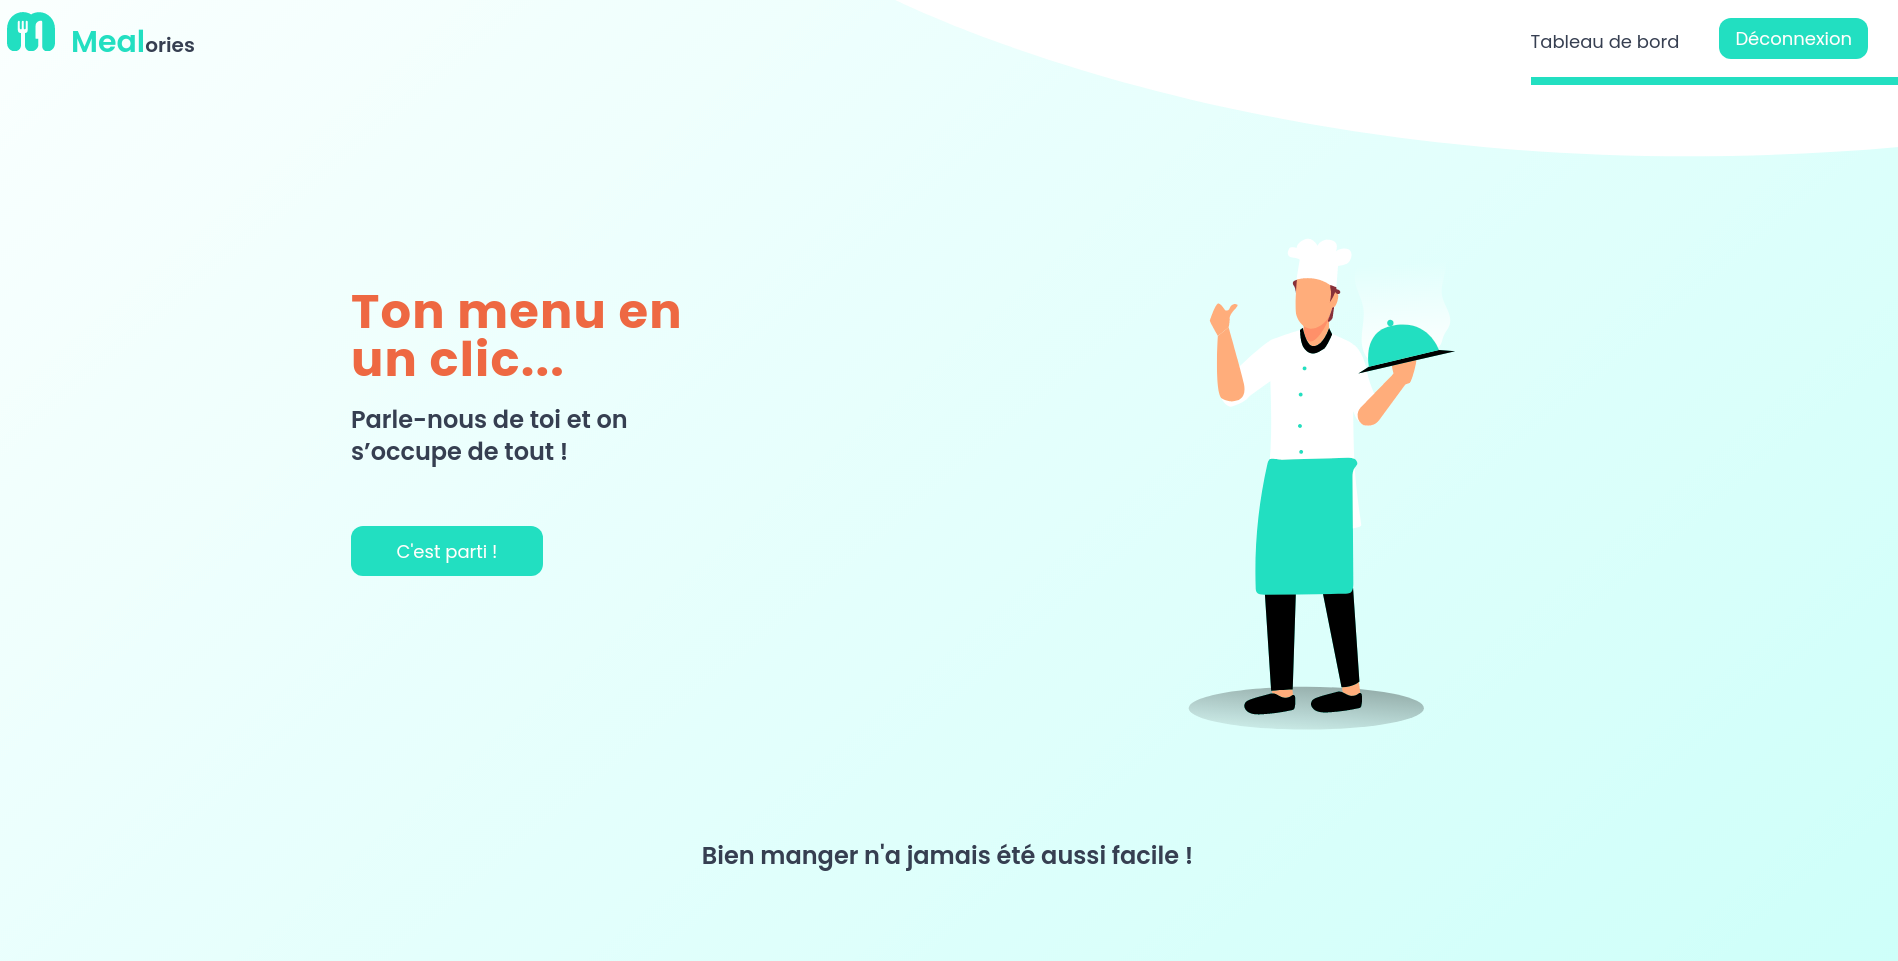 Mealories
Tableau de bord
Déconnexion
Ton menu en
un clic...
Parle-nous de toi et on
s’occupe de tout !
C'est parti !
Bien manger n'a jamais été aussi facile !